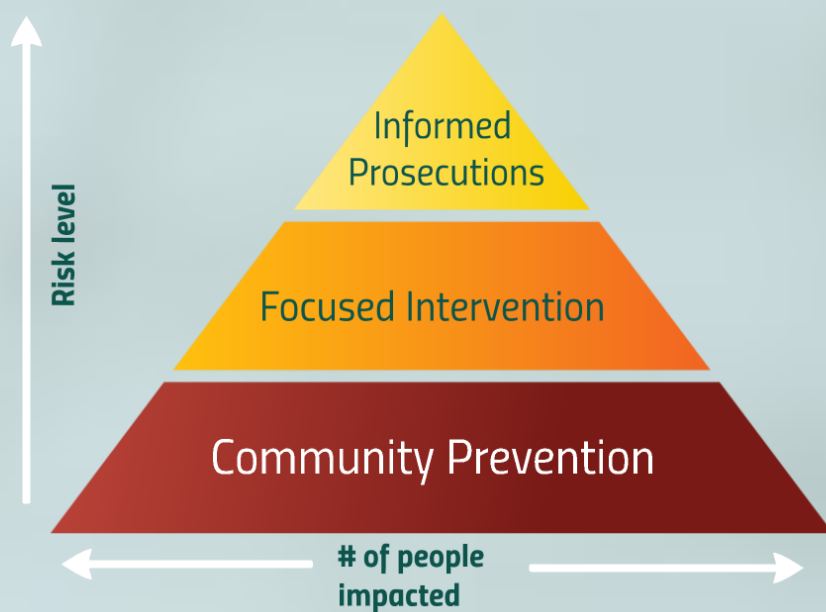 Informed
Prosecutions
Risk level
Focused Intervention
Community Prevention
# of people
impacted